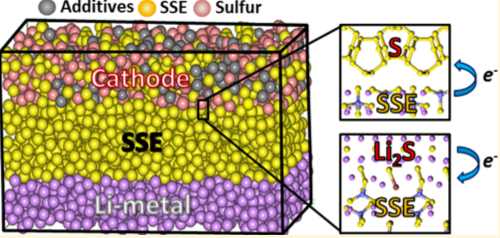 Additives SSE Sulfur
Cathode
SSE
Li-metal
S
SSE
e-
Li2S
SSE
e-